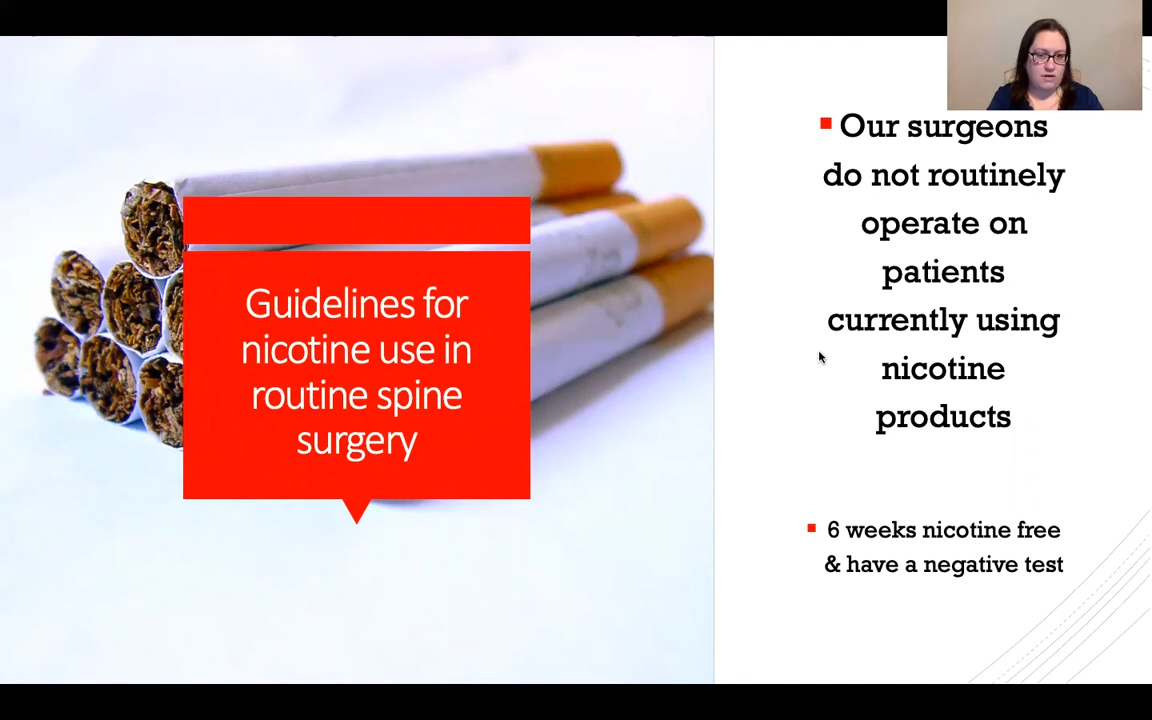 Guidelines for
nicotine use in
routine spine
surgery
Our surgeons
do not routinely
operate on
patients
currently using
nicotine
products
6 weeks nicotine free
& have a negative test